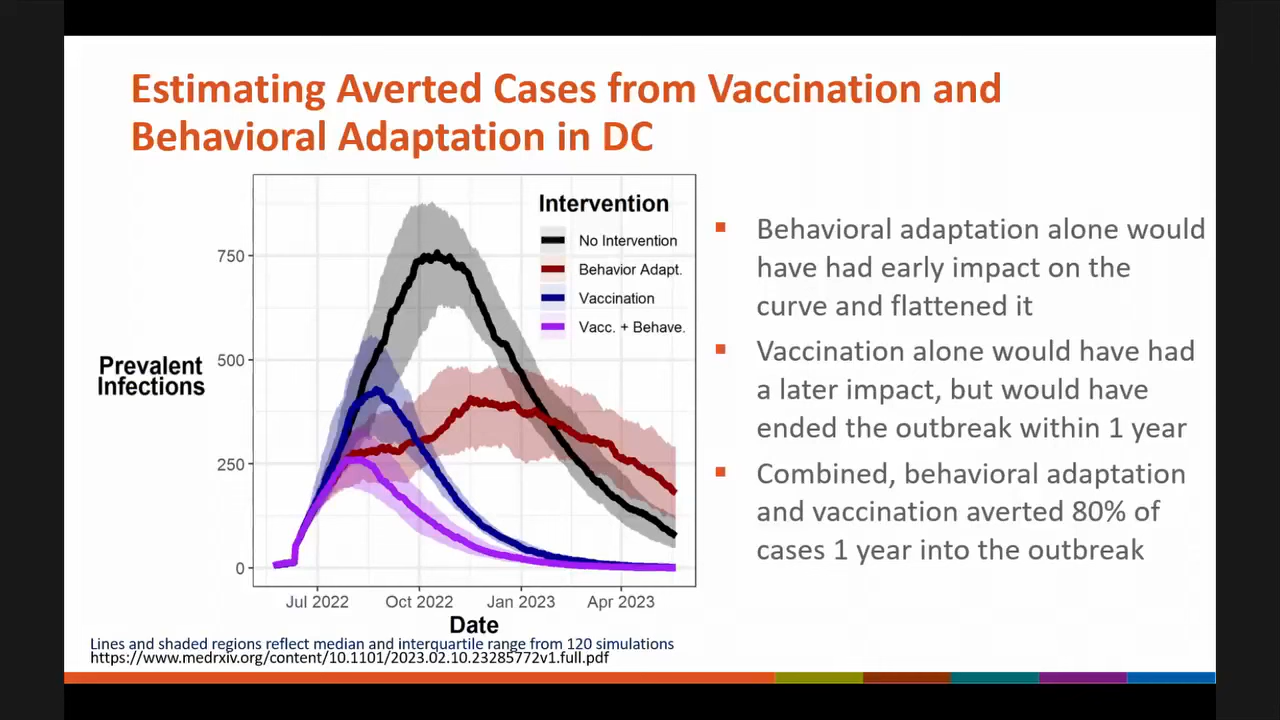 Estimating Averted Cases from Vaccination and
Behavioral Adaptation in DC
Intervention
No Intervention
Behavior Adapt.
Vaccination
Vacc. + Behave.
Prevalent
Infections
750
500
250
0
Jul 2022
Oct 2022
Jan 2023
Apr 2023
Date
Lines and shaded regions reflect median and interquartile range from 120 simulations
https://www.medrxiv.org/content/10.1101/2023.02.10.23285772v1.full.pdf
Behavioral adaptation alone would
have had early impact on the
curve and flattened it
Vaccination alone would have had
a later impact, but would have
ended the outbreak within 1 year
Combined, behavioral adaptation
and vaccination averted 80% of
cases 1 year into the outbreak